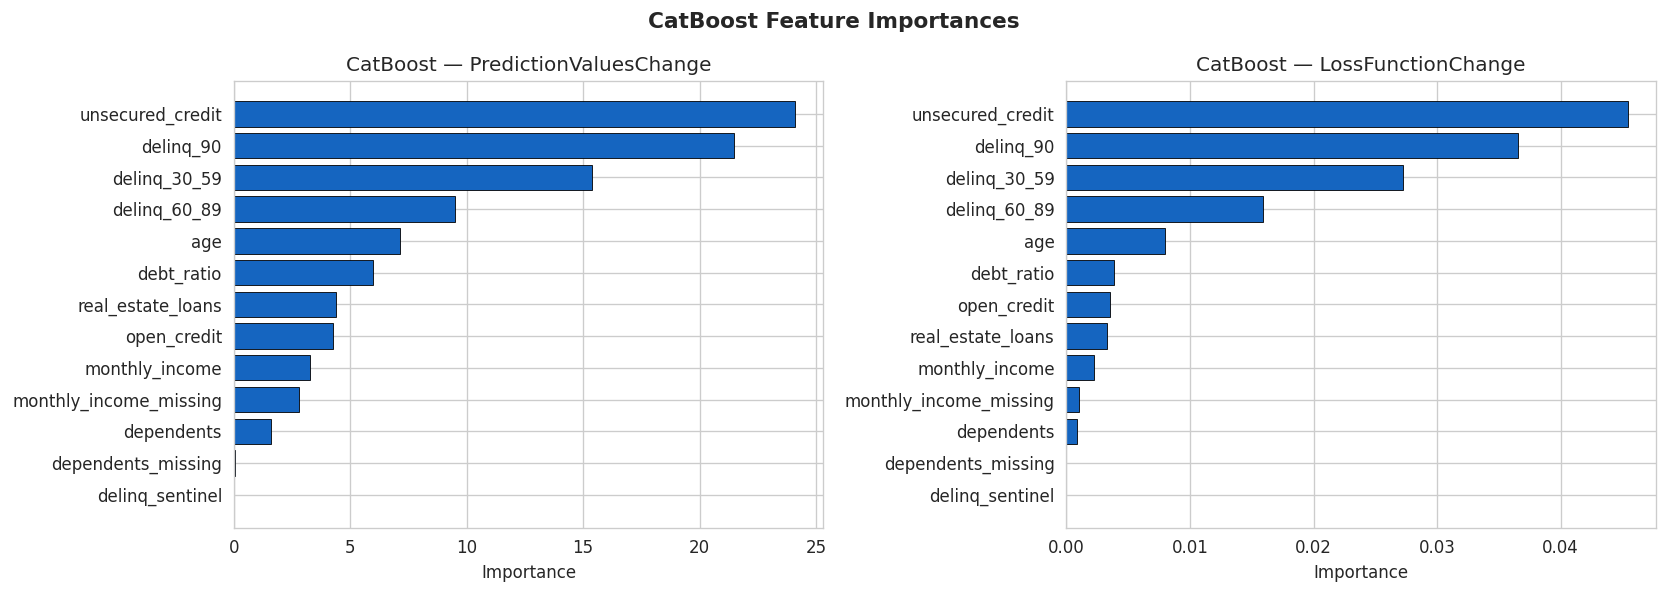 CatBoost Feature Importances
CatBoost — PredictionValuesChange
unsecured_credit
delinq_90
delinq_30_59
delinq_60_89
age
debt_ratio
real_estate_loans
open_credit
monthly_income
monthly_income_missing
dependents
dependents_missing
delinq_sentinel
0 5 10 15 20 25
Importance
CatBoost — LossFunctionChange
unsecured_credit
delinq_90
delinq_30_59
delinq_60_89
age
debt_ratio
open_credit
real_estate_loans
monthly_income
monthly_income_missing
dependents
dependents_missing
delinq_sentinel
0.00 0.01 0.02 0.03 0.04
Importance